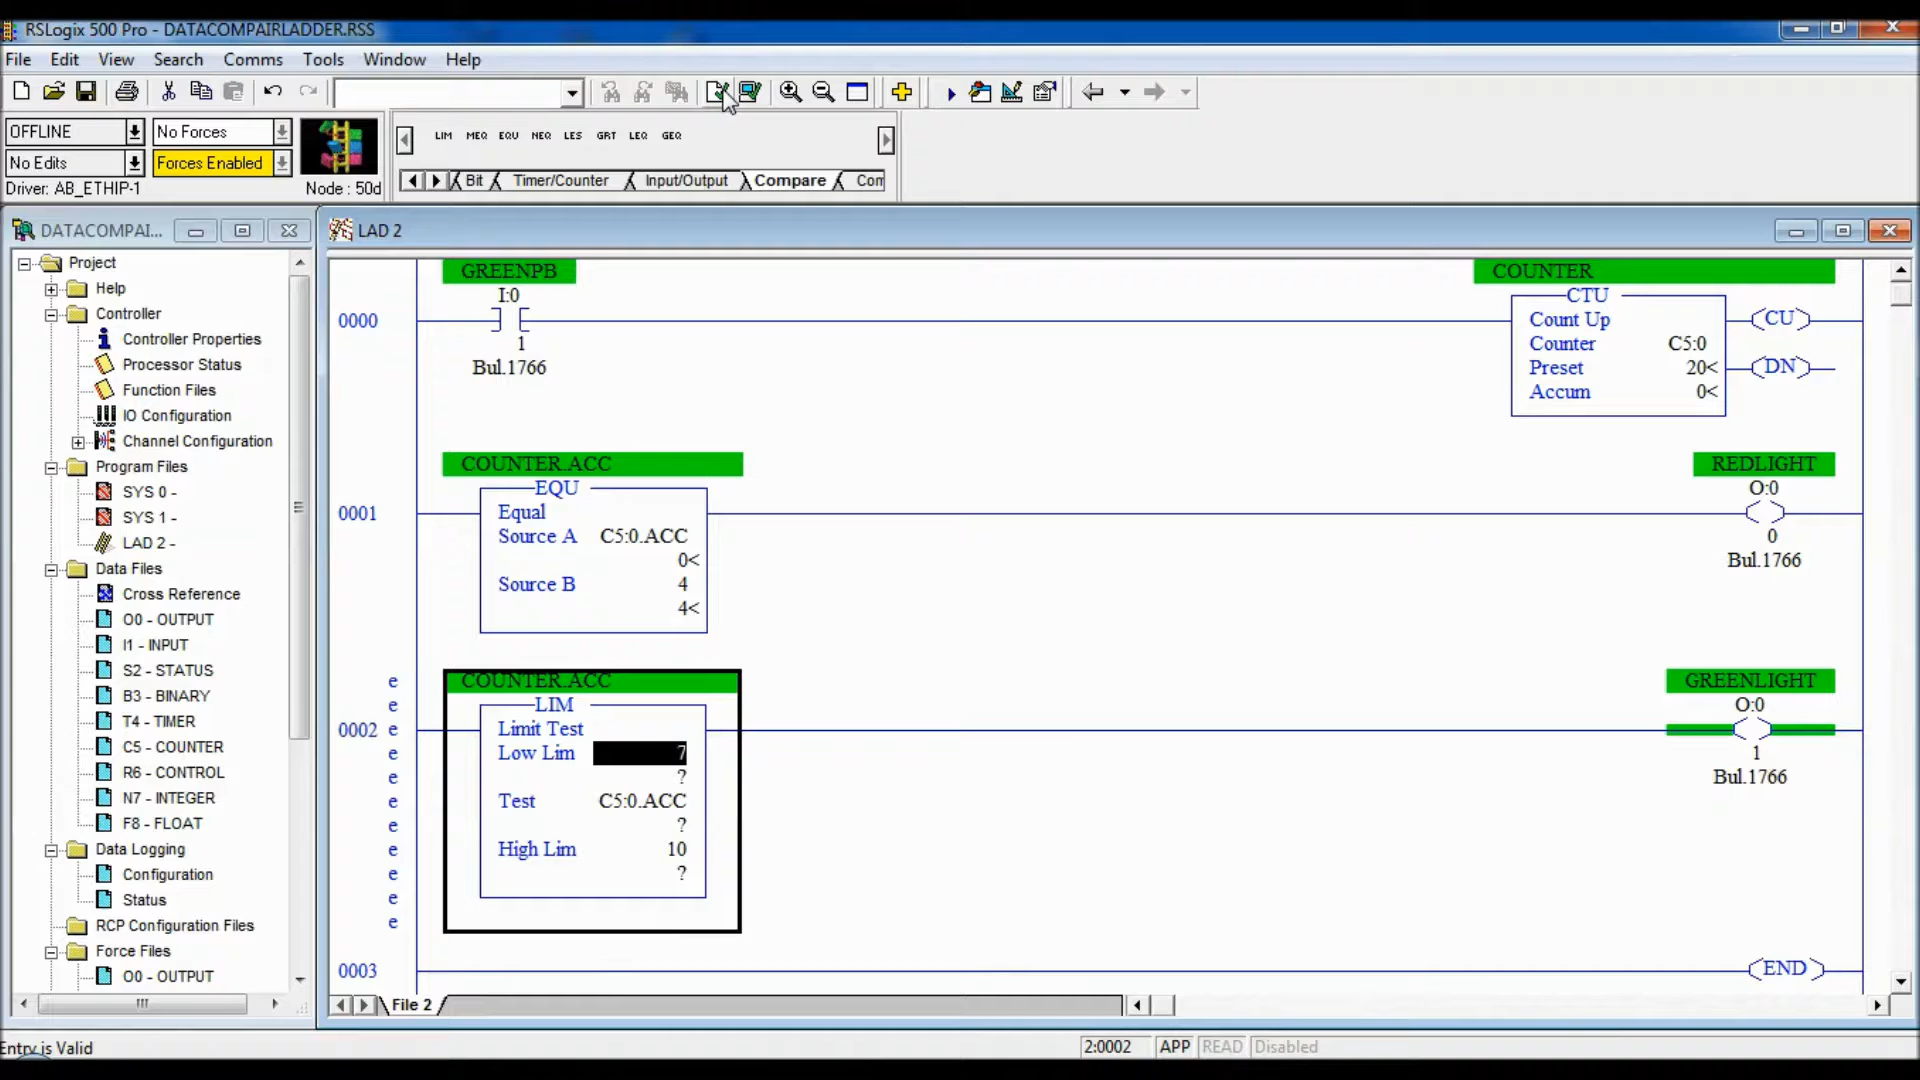 RSLogix 500 Pro - DATACOMPAIRLADDER.RSS
File Edit View Search Comms Tools Window Help
OFFLINE No Forces
No Edits Forces Enabled
Driver: AB_ETHIP-1 Node : 50d
LIM MEQ EQU NEQ LES GRT LEQ GEQ
Bit Timer/Counter Input/Output Compare Com
DATACOMPAI...
Project
Help
Controller
Controller Properties
Processor Status
Function Files
IO Configuration
Channel Configuration
Program Files
SYS 0 -
SYS 1 -
LAD 2 -
Data Files
Cross Reference
O0 - OUTPUT
I1 - INPUT
S2 - STATUS
B3 - BINARY
T4 - TIMER
C5 - COUNTER
R6 - CONTROL
N7 - INTEGER
F8 - FLOAT
Data Logging
Configuration
Status
RCP Configuration Files
Force Files
O0 - OUTPUT
LAD 2
GREENPB
I:0
0000
1
Bul.1766
COUNTER
CTU
Count Up
Counter C5:0
Preset 20<
Accum 0<
CU
DN
COUNTER.ACC
EQU
0001
Equal
Source A C5:0.ACC
0<
Source B 4
4<
REDLIGHT
O:0
0
Bul.1766
COUNTER.ACC
LIM
Limit Test
Low Lim 7
?
Test C5:0.ACC
?
High Lim 10
?
e
e
0002 e
e
e
e
e
e
e
e
e
GREENLIGHT
O:0
1
Bul.1766
0003
END
File 2
Entry is Valid
2:0002 APP READ Disabled